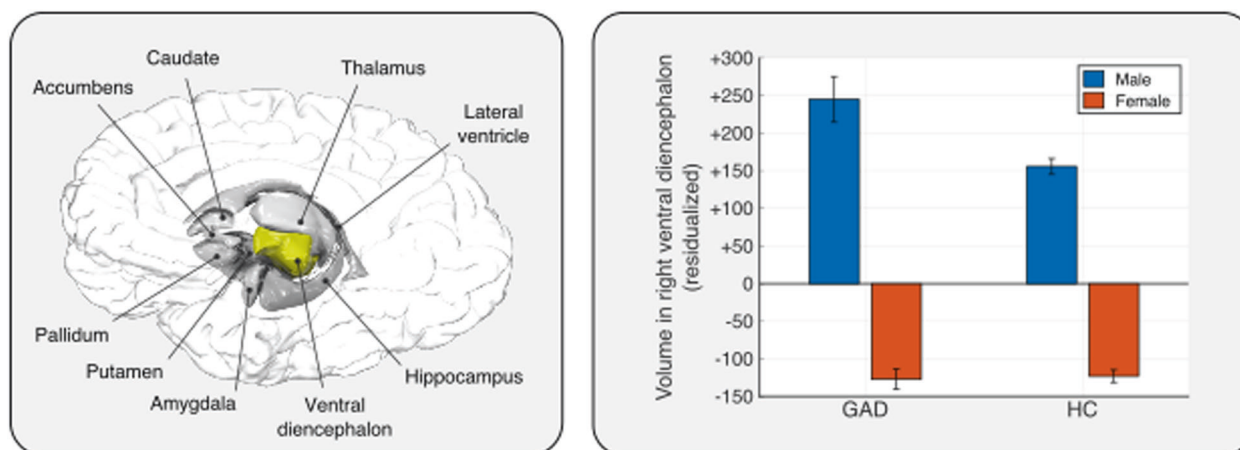 Caudate
Accumbens
Thalamus
Lateral
ventricle
Pallidum
Putamen
Amygdala
Ventral
diencephalon
Hippocampus
Volume in right ventral diencephalon
(residualized)
+300
+250
+200
+150
+100
+50
0
-50
-100
-150
Male
Female
GAD
HC